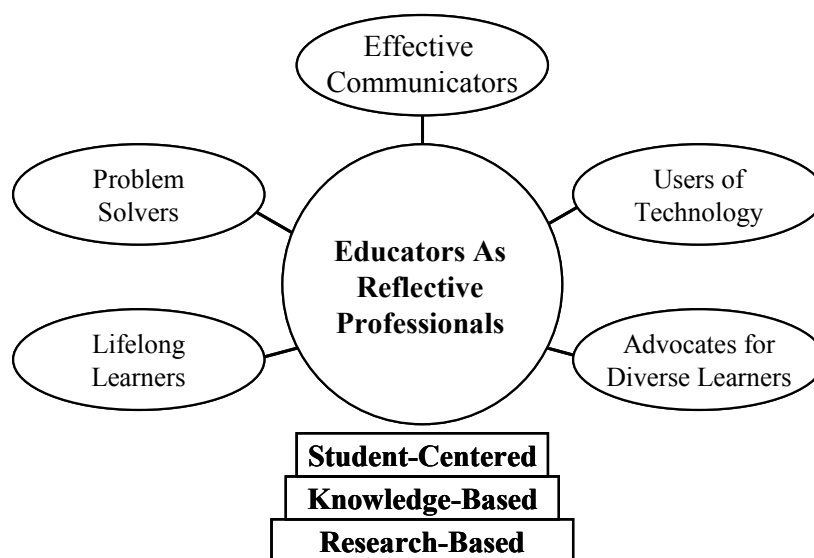 Effective
Communicators
Problem
Solvers
Users of
Technology
Educators As
Reflective
Professionals
Lifelong
Learners
Advocates for
Diverse Learners
Student-Centered
Knowledge-Based
Research-Based